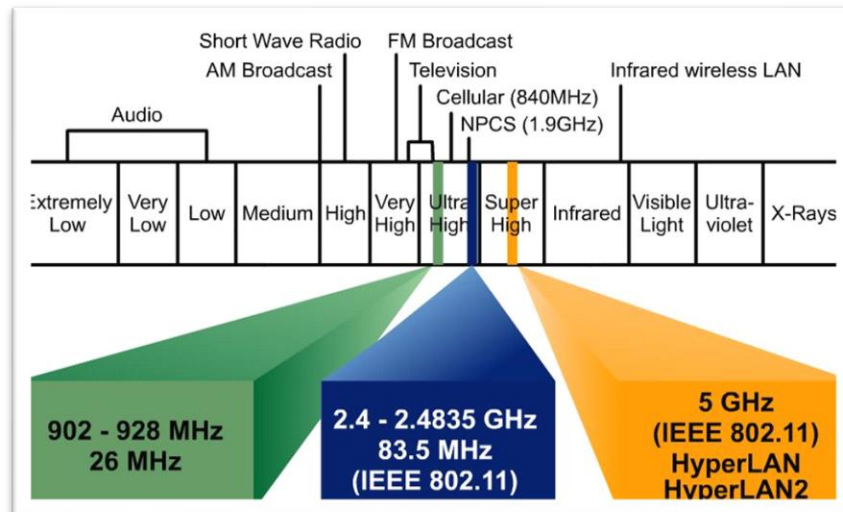 Short Wave Radio
FM Broadcast
AM Broadcast
Television
Infrared wireless LAN
Cellular (840MHz)
NPCS (1.9GHz)
Audio
Extremely
Low
Very
Low
Low
Medium
High
Very
High
Ultra
High
Super
High
Infrared
Visible
Light
Ultra-
violet
X-Rays
902 - 928 MHz
26 MHz
2.4 - 2.4835 GHz
83.5 MHz
(IEEE 802.11)
5 GHz
(IEEE 802.11)
HyperLAN
HyperLAN2